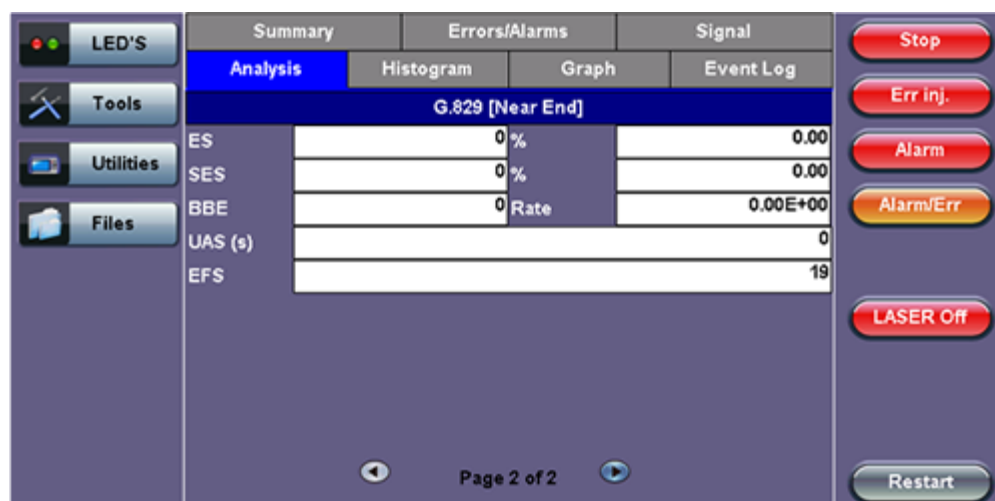 LED'S
Tools
Utilities
Files
Summary Errors/Alarms Signal
Analysis Histogram Graph Event Log
G.829 [Near End]
ES 0 % 0.00
SES 0 % 0.00
BBE 0 Rate 0.00E+00
UAS (s) 0
EFS 19
Page 2 of 2
Stop
Err inj.
Alarm
Alarm/Err
LASER Off
Restart